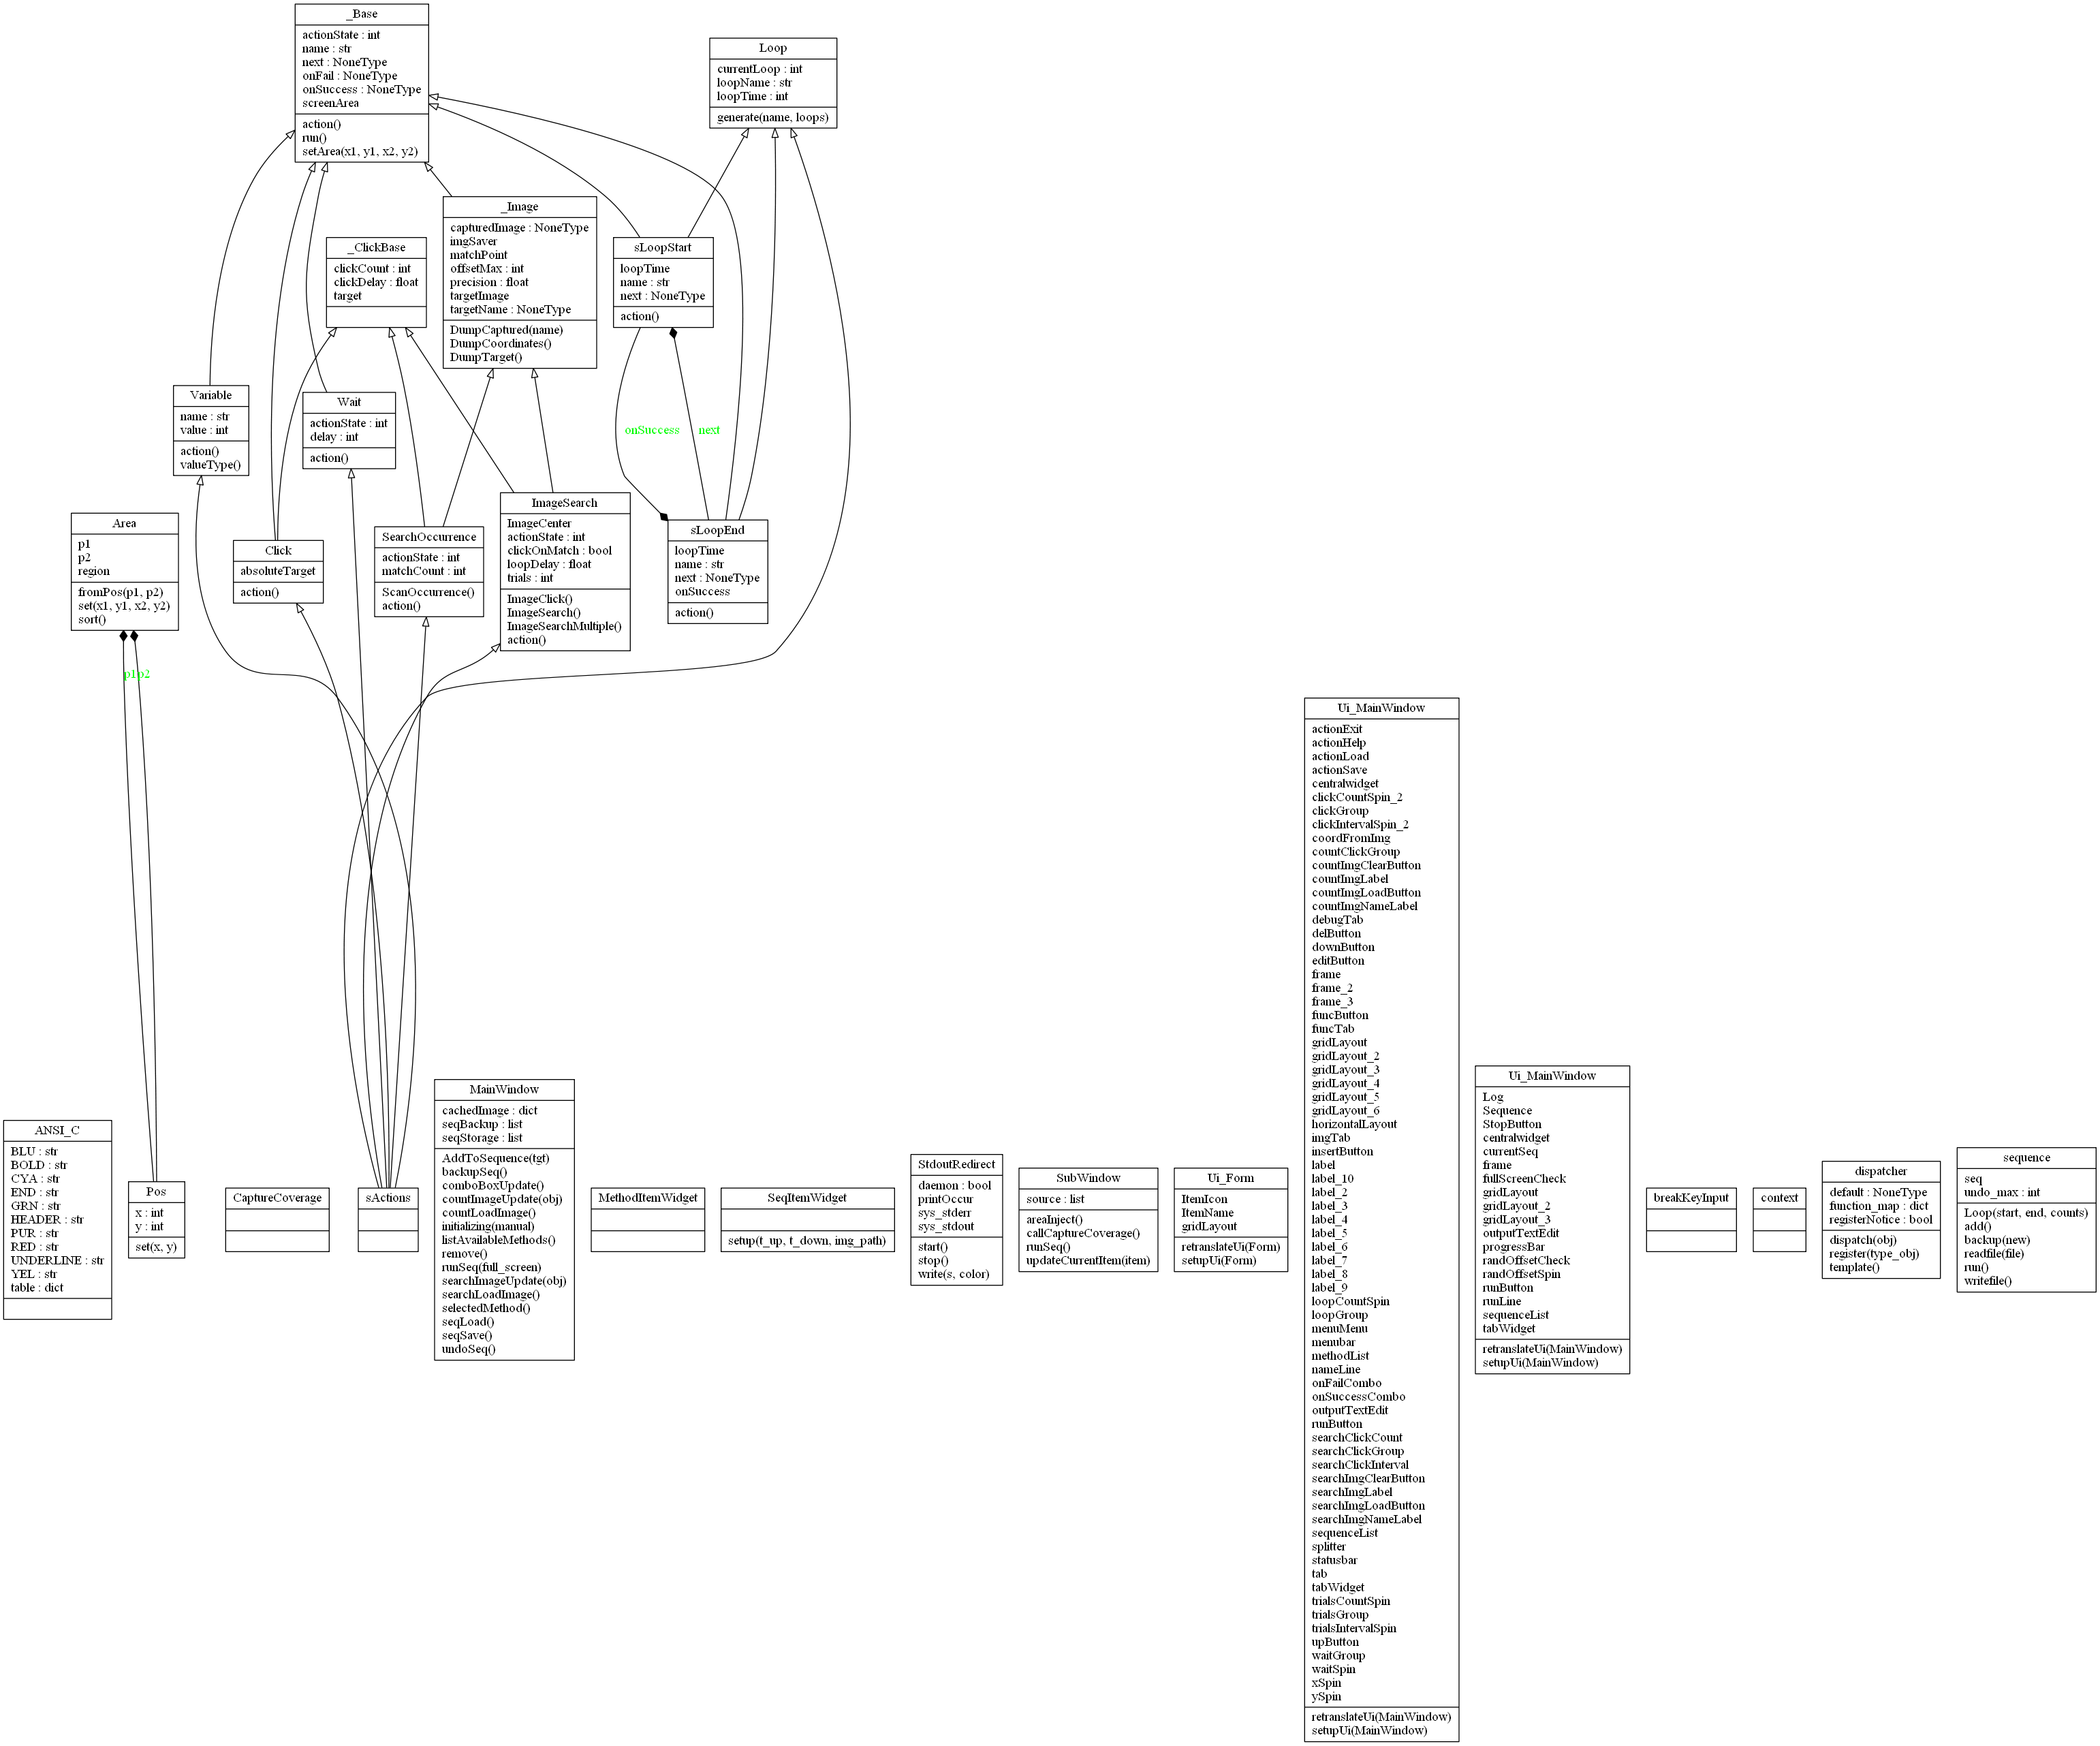 _Base
actionState : int
name : str
next : NoneType
onFail : NoneType
onSuccess : NoneType
screenArea
action()
run()
setArea(x1, y1, x2, y2)
Loop
currentLoop : int
loopName : str
loopTime : int
generate(name, loops)
_Image
capturedImage : NoneType
imgSaver
matchPoint
offsetMax : int
precision : float
targetImage
targetName : NoneType
DumpCaptured(name)
DumpCoordinates()
DumpTarget()
_ClickBase
clickCount : int
clickDelay : float
target
sLoopStart
loopTime
name : str
next : NoneType
action()
Variable
name : str
value : int
action()
valueType()
Wait
actionState : int
delay : int
action()
onSuccess
next
Area
p1
p2
region
fromPos(p1, p2)
set(x1, y1, x2, y2)
sort()
Click
absoluteTarget
action()
SearchOccurrence
actionState : int
matchCount : int
ScanOccurrence()
action()
ImageSearch
ImageCenter
actionState : int
clickOnMatch : bool
loopDelay : float
trials : int
ImageClick()
ImageSearch()
ImageSearchMultiple()
action()
sLoopEnd
loopTime
name : str
next : NoneType
onSuccess
action()
p1
p2
ANSI_C
BLU : str
BOLD : str
CYA : str
END : str
GRN : str
HEADER : str
PUR : str
RED : str
UNDERLINE : str
YEL : str
table : dict
Pos
x : int
y : int
set(x, y)
CaptureCoverage
sActions
MainWindow
cachedImage : dict
seqBackup : list
seqStorage : list
AddToSequence(tgt)
backupSeq()
comboBoxUpdate()
countImageUpdate(obj)
countLoadImage()
initializing(manual)
listAvailableMethods()
remove()
runSeq(full_screen)
searchImageUpdate(obj)
searchLoadImage()
selectedMethod()
seqLoad()
seqSave()
undoSeq()
MethodItemWidget
SeqItemWidget
setup(t_up, t_down, img_path)
StdoutRedirect
daemon : bool
printOccur
sys_stderr
sys_stdout
start()
stop()
write(s, color)
SubWindow
source : list
areaInject()
callCaptureCoverage()
runSeq()
updateCurrentItem(item)
Ui_Form
ItemIcon
ItemName
gridLayout
retranslateUi(Form)
setupUi(Form)
Ui_MainWindow
actionExit
actionHelp
actionLoad
actionSave
centralwidget
clickCountSpin_2
clickGroup
clickIntervalSpin_2
coordFromImg
countClickGroup
countImgClearButton
countImgLabel
countImgLoadButton
countImgNameLabel
debugTab
delButton
downButton
editButton
frame
frame_2
frame_3
funcButton
funcTab
gridLayout
gridLayout_2
gridLayout_3
gridLayout_4
gridLayout_5
gridLayout_6
horizontalLayout
imgTab
insertButton
label
label_10
label_2
label_3
label_4
label_5
label_6
label_7
label_8
label_9
loopCountSpin
loopGroup
menuMenu
menubar
methodList
nameLine
onFailCombo
onSuccessCombo
outputTextEdit
runButton
searchClickCount
searchClickGroup
searchClickInterval
searchImgClearButton
searchImgLabel
searchImgLoadButton
searchImgNameLabel
sequenceList
splitter
statusbar
tab
tabWidget
trialsCountSpin
trialsGroup
trialsIntervalSpin
upButton
waitGroup
waitSpin
xSpin
ySpin
retranslateUi(MainWindow)
setupUi(MainWindow)
Ui_MainWindow
Log
Sequence
StopButton
centralwidget
currentSeq
frame
fullScreenCheck
gridLayout
gridLayout_2
gridLayout_3
outputTextEdit
progressBar
randOffsetCheck
randOffsetSpin
runButton
runLine
sequenceList
tabWidget
retranslateUi(MainWindow)
setupUi(MainWindow)
breakKeyInput
context
dispatcher
default : NoneType
function_map : dict
registerNotice : bool
dispatch(obj)
register(type_obj)
template()
sequence
seq
undo_max : int
Loop(start, end, counts)
add()
backup(new)
readfile(file)
run()
writefile()